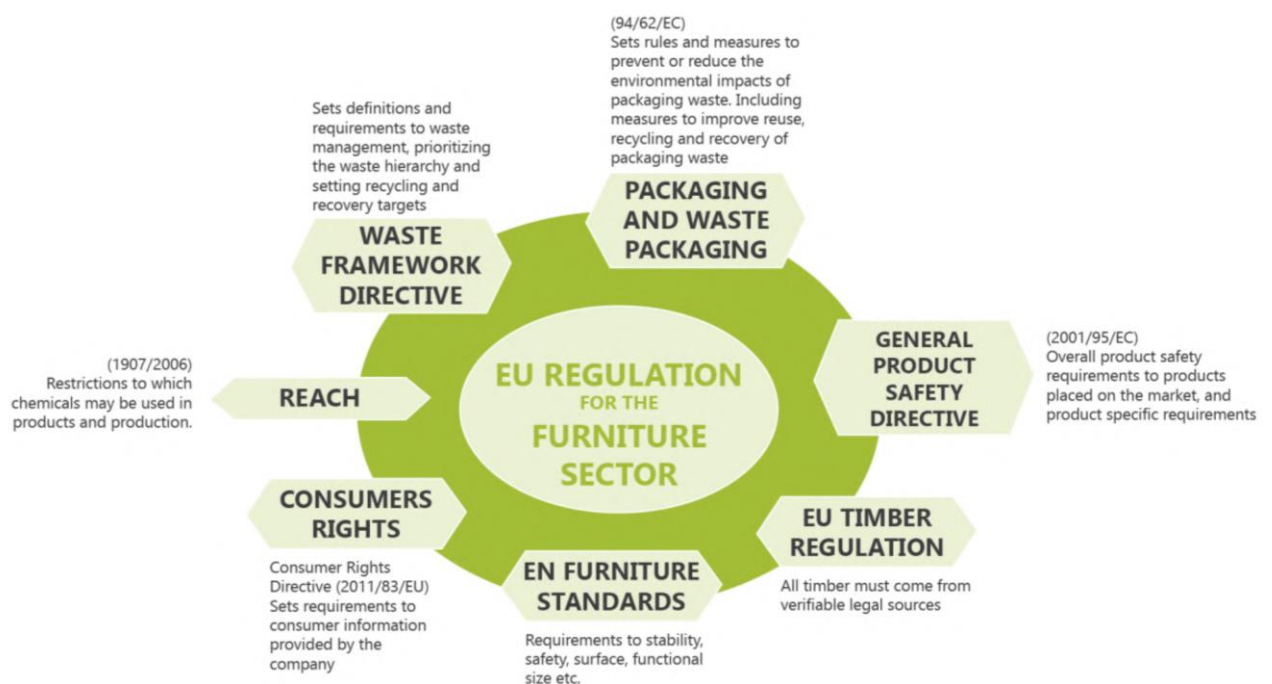 (94/62/EC)
Sets rules and measures to
prevent or reduce the
environmental impacts of
packaging waste. Including
measures to improve reuse,
recycling and recovery of
packaging waste
PACKAGING
AND WASTE
PACKAGING
Sets definitions and
requirements to waste
management, prioritizing
the waste hierarchy and
setting recycling and
recovery targets
WASTE
FRAMEWORK
DIRECTIVE
GENERAL
PRODUCT
SAFETY
DIRECTIVE
(2001/95/EC)
Overall product safety
requirements to products
placed on the market, and
product specific requirements
(1907/2006)
Restrictions to which
chemicals may be used in
products and production.
REACH
EU REGULATION
FOR THE
FURNITURE
SECTOR
CONSUMERS
RIGHTS
Consumer Rights
Directive (2011/83/EU)
Sets requirements to
consumer information
provided by the
company
EN FURNITURE
STANDARDS
Requirements to stability,
safety, surface, functional
size etc.
EU TIMBER
REGULATION
All timber must come from
verifiable legal sources